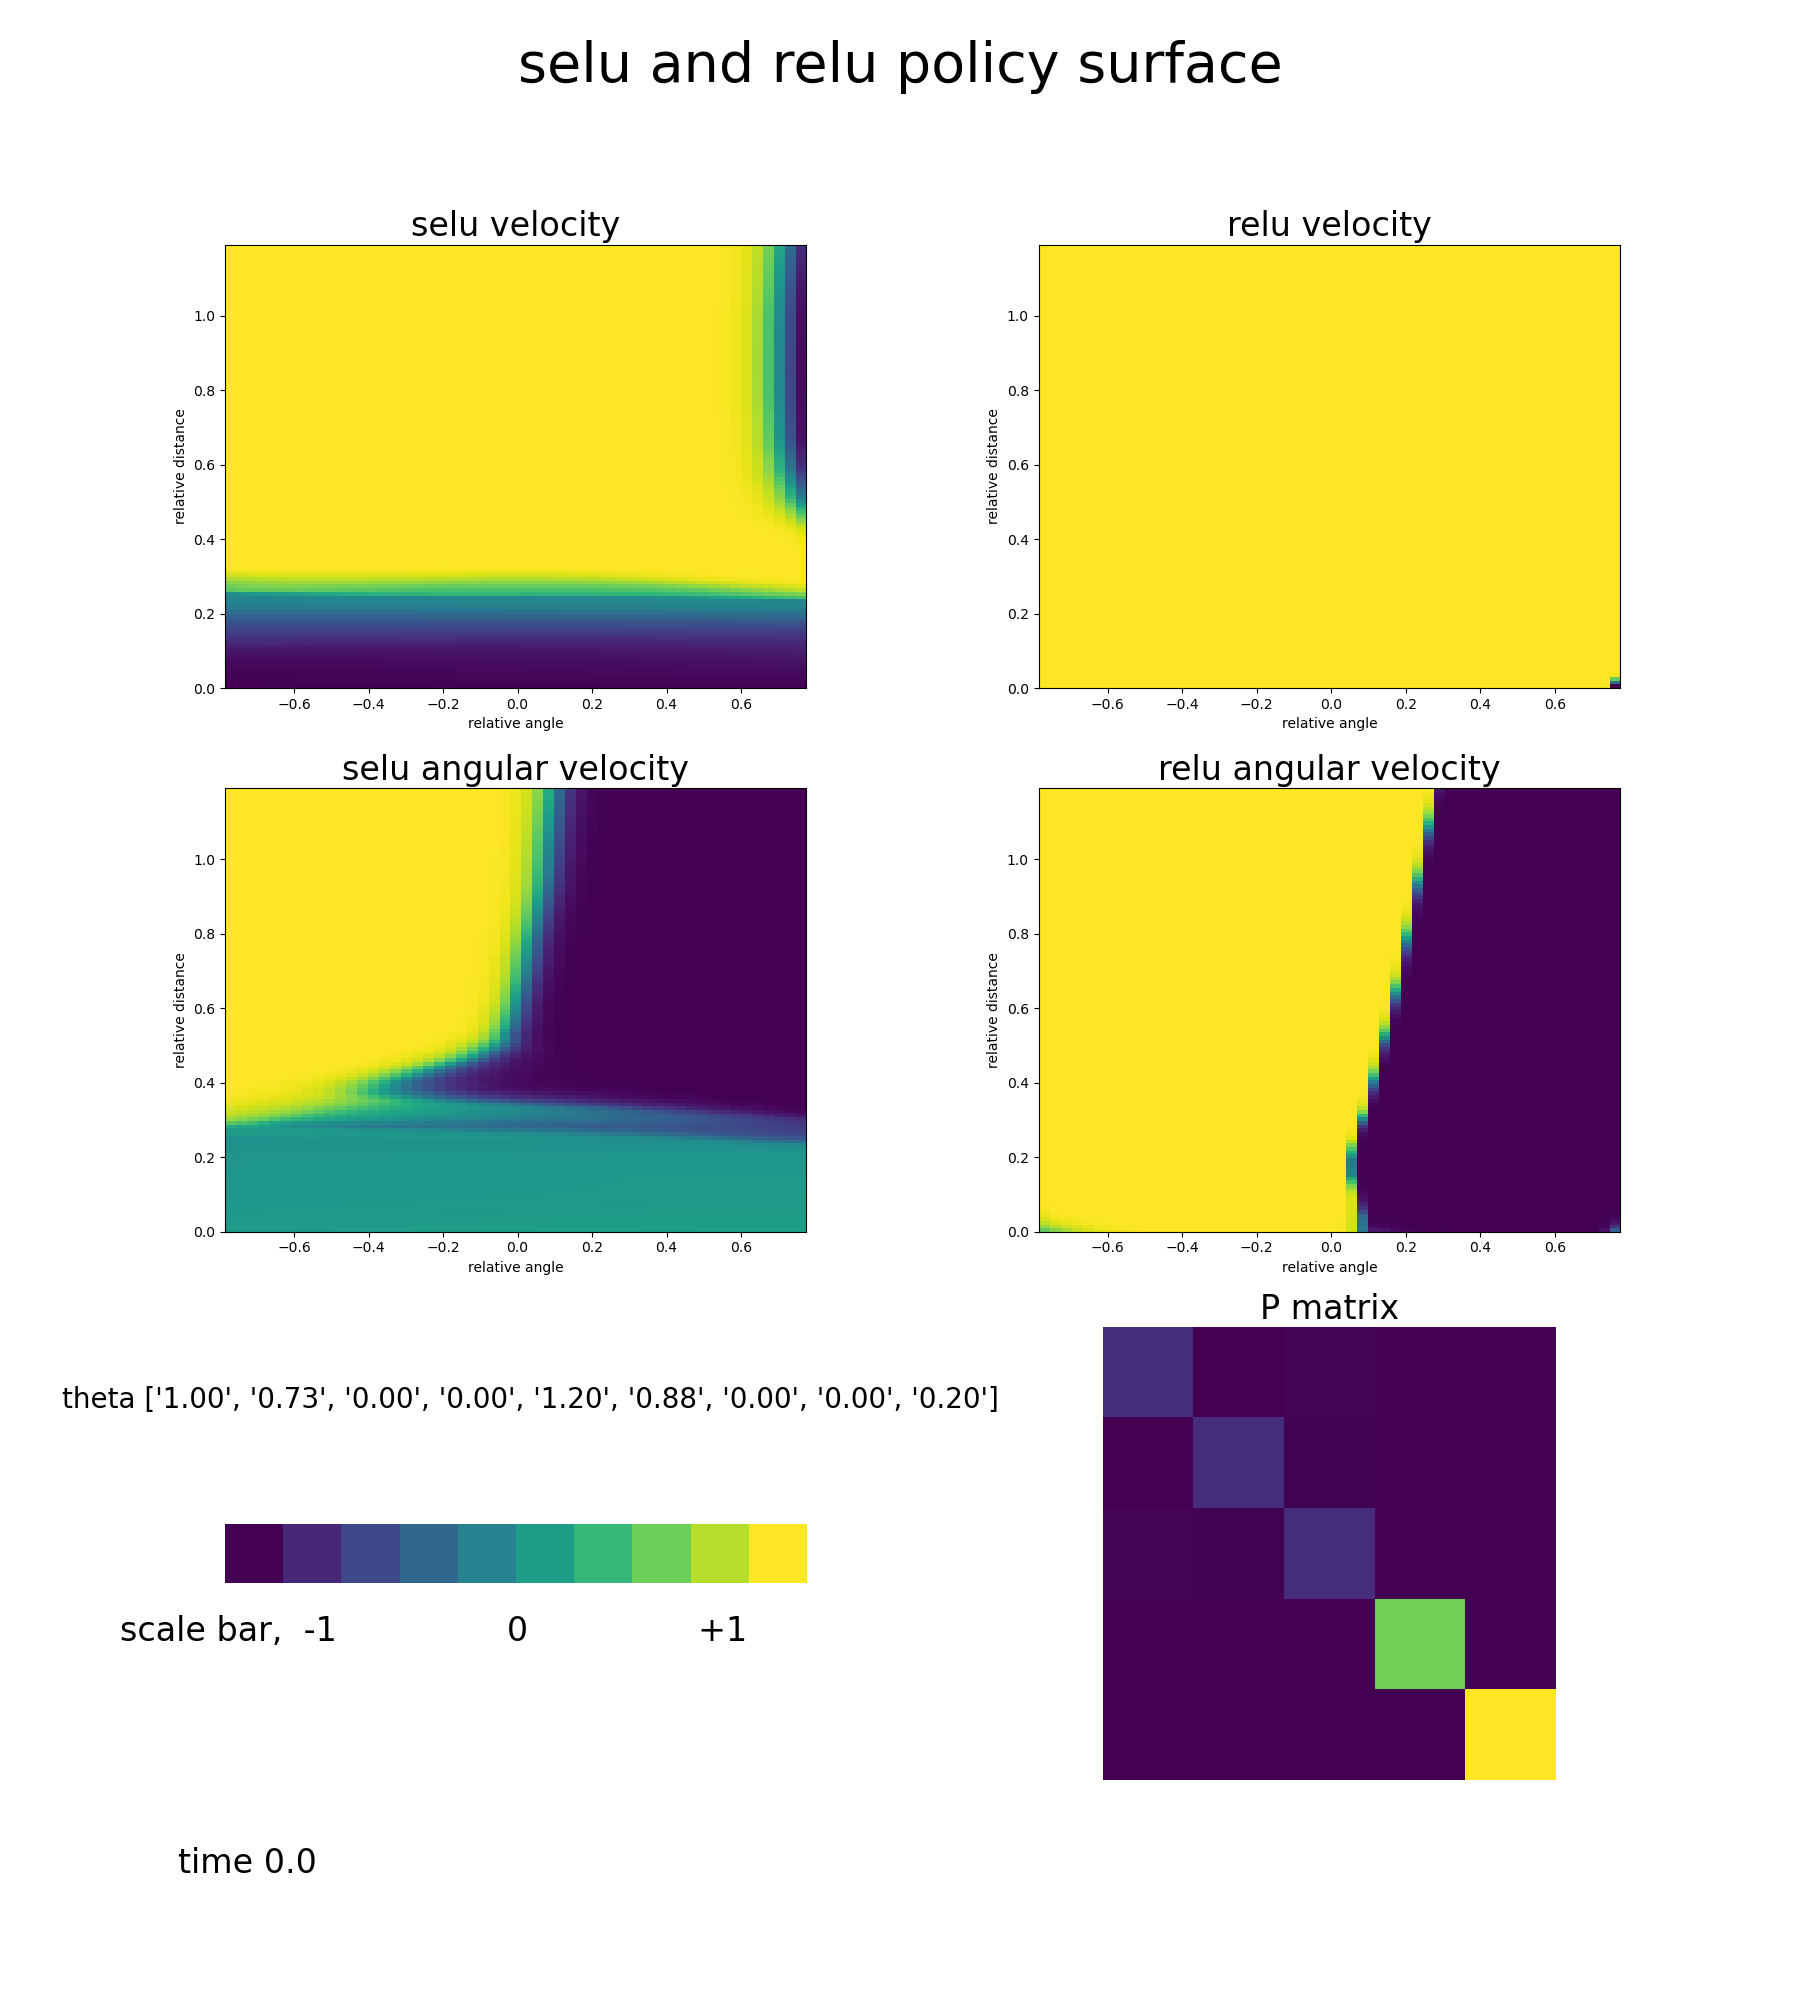 selu and relu policy surface
selu velocity
relu velocity
1.0
0.8
0.6
0.4
0.2
0.0
relative distance
−0.6 −0.4 −0.2 0.0 0.2 0.4 0.6
relative angle
1.0
0.8
0.6
0.4
0.2
0.0
relative distance
−0.6 −0.4 −0.2 0.0 0.2 0.4 0.6
relative angle
selu angular velocity
relu angular velocity
1.0
0.8
0.6
0.4
0.2
0.0
relative distance
−0.6 −0.4 −0.2 0.0 0.2 0.4 0.6
relative angle
1.0
0.8
0.6
0.4
0.2
0.0
relative distance
−0.6 −0.4 −0.2 0.0 0.2 0.4 0.6
relative angle
P matrix
theta ['1.00', '0.73', '0.00', '0.00', '1.20', '0.88', '0.00', '0.00', '0.20']
scale bar, -1 0 +1
time 0.0